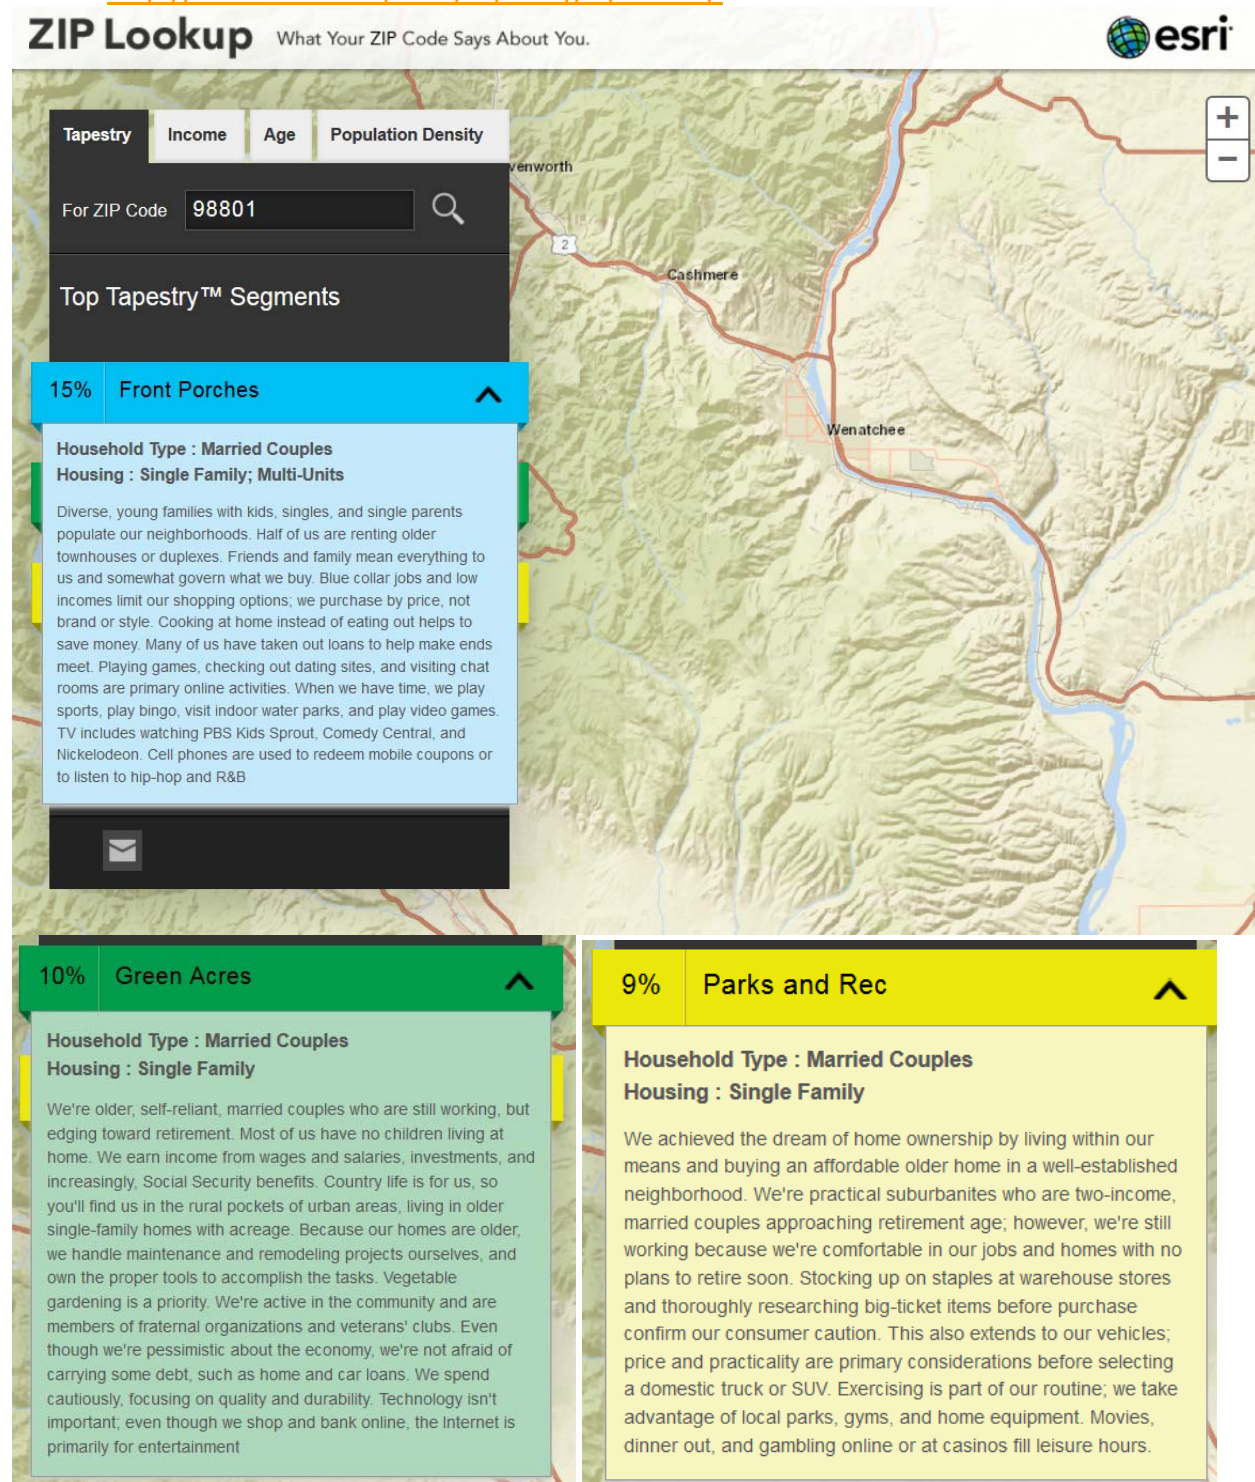 ZIP Lookup What Your ZIP Code Says About You.
esri
Tapestry Income Age Population Density
For ZIP Code 98801
Top Tapestry™ Segments
venworth
2
Cashmere
Wenatchee
+
−
15% Front Porches
Household Type : Married Couples
Housing : Single Family; Multi-Units
Diverse, young families with kids, singles, and single parents
populate our neighborhoods. Half of us are renting older
townhouses or duplexes. Friends and family mean everything to
us and somewhat govern what we buy. Blue collar jobs and low
incomes limit our shopping options; we purchase by price, not
brand or style. Cooking at home instead of eating out helps to
save money. Many of us have taken out loans to help make ends
meet. Playing games, checking out dating sites, and visiting chat
rooms are primary online activities. When we have time, we play
sports, play bingo, visit indoor water parks, and play video games.
TV includes watching PBS Kids Sprout, Comedy Central, and
Nickelodeon. Cell phones are used to redeem mobile coupons or
to listen to hip-hop and R&B
10% Green Acres
Household Type : Married Couples
Housing : Single Family
We're older, self-reliant, married couples who are still working, but
edging toward retirement. Most of us have no children living at
home. We earn income from wages and salaries, investments, and
increasingly, Social Security benefits. Country life is for us, so
you'll find us in the rural pockets of urban areas, living in older
single-family homes with acreage. Because our homes are older,
we handle maintenance and remodeling projects ourselves, and
own the proper tools to accomplish the tasks. Vegetable
gardening is a priority. We're active in the community and are
members of fraternal organizations and veterans' clubs. Even
though we're pessimistic about the economy, we're not afraid of
carrying some debt, such as home and car loans. We spend
cautiously, focusing on quality and durability. Technology isn't
important; even though we shop and bank online, the Internet is
primarily for entertainment
9% Parks and Rec
Household Type : Married Couples
Housing : Single Family
We achieved the dream of home ownership by living within our
means and buying an affordable older home in a well-established
neighborhood. We're practical suburbanites who are two-income,
married couples approaching retirement age; however, we're still
working because we're comfortable in our jobs and homes with no
plans to retire soon. Stocking up on staples at warehouse stores
and thoroughly researching big-ticket items before purchase
confirm our consumer caution. This also extends to our vehicles;
price and practicality are primary considerations before selecting
a domestic truck or SUV. Exercising is part of our routine; we take
advantage of local parks, gyms, and home equipment. Movies,
dinner out, and gambling online or at casinos fill leisure hours.